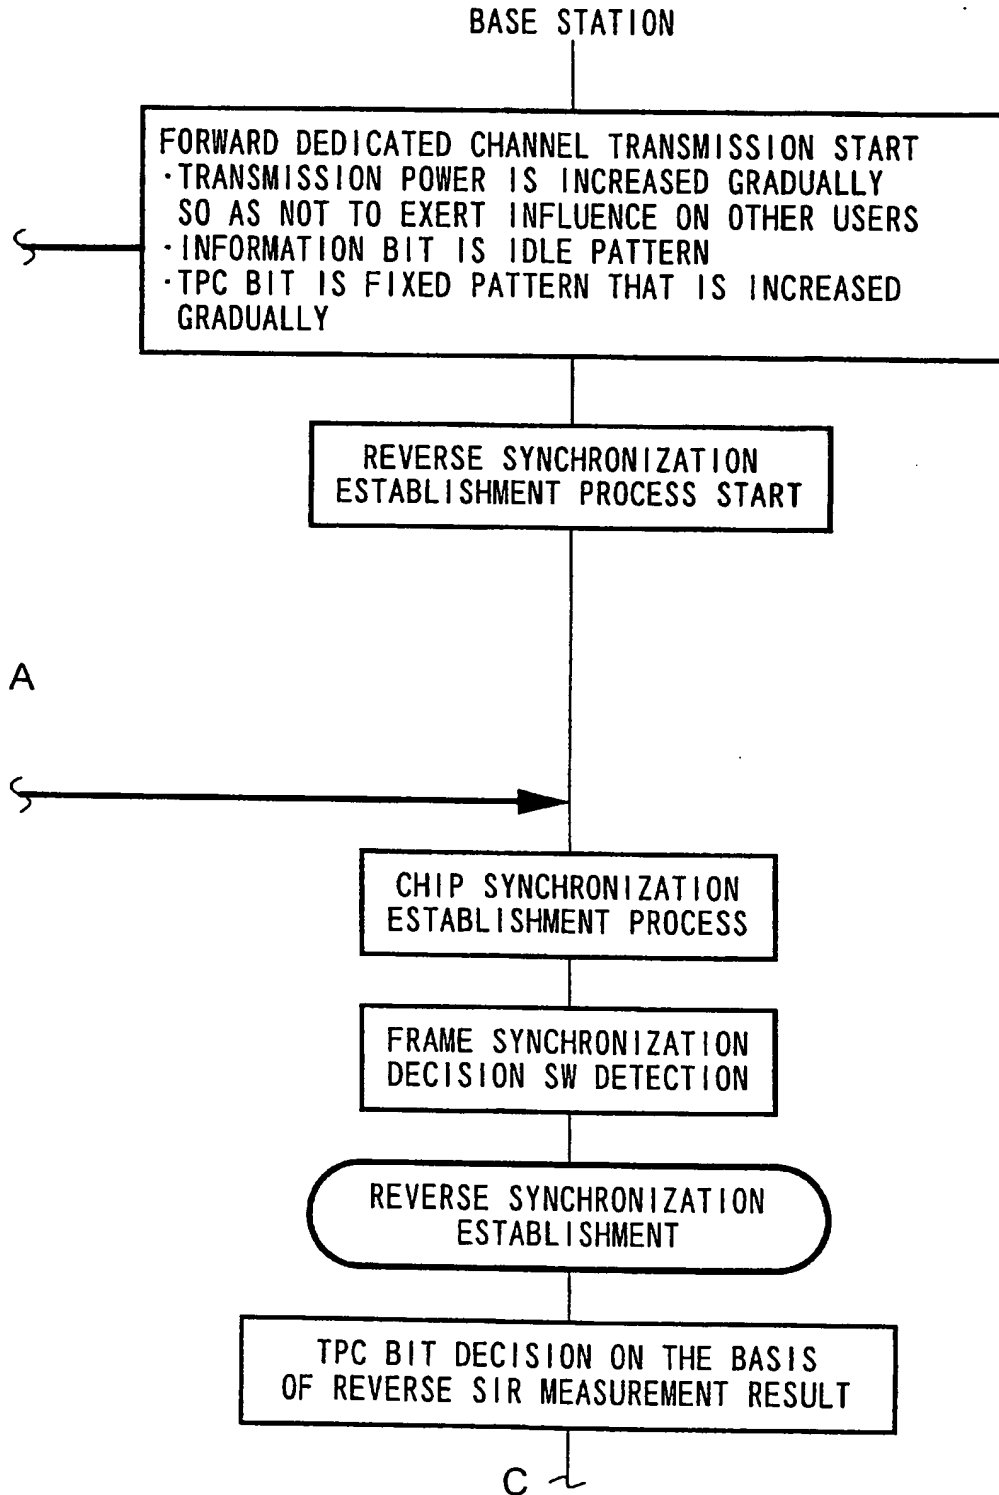 BASE STATION
FORWARD DEDICATED CHANNEL TRANSMISSION START
·TRANSMISSION POWER IS INCREASED GRADUALLY
SO AS NOT TO EXERT INFLUENCE ON OTHER USERS
·INFORMATION BIT IS IDLE PATTERN
·TPC BIT IS FIXED PATTERN THAT IS INCREASED
GRADUALLY
REVERSE SYNCHRONIZATION
ESTABLISHMENT PROCESS START
A
CHIP SYNCHRONIZATION
ESTABLISHMENT PROCESS
FRAME SYNCHRONIZATION
DECISION SW DETECTION
REVERSE SYNCHRONIZATION
ESTABLISHMENT
TPC BIT DECISION ON THE BASIS
OF REVERSE SIR MEASUREMENT RESULT
C